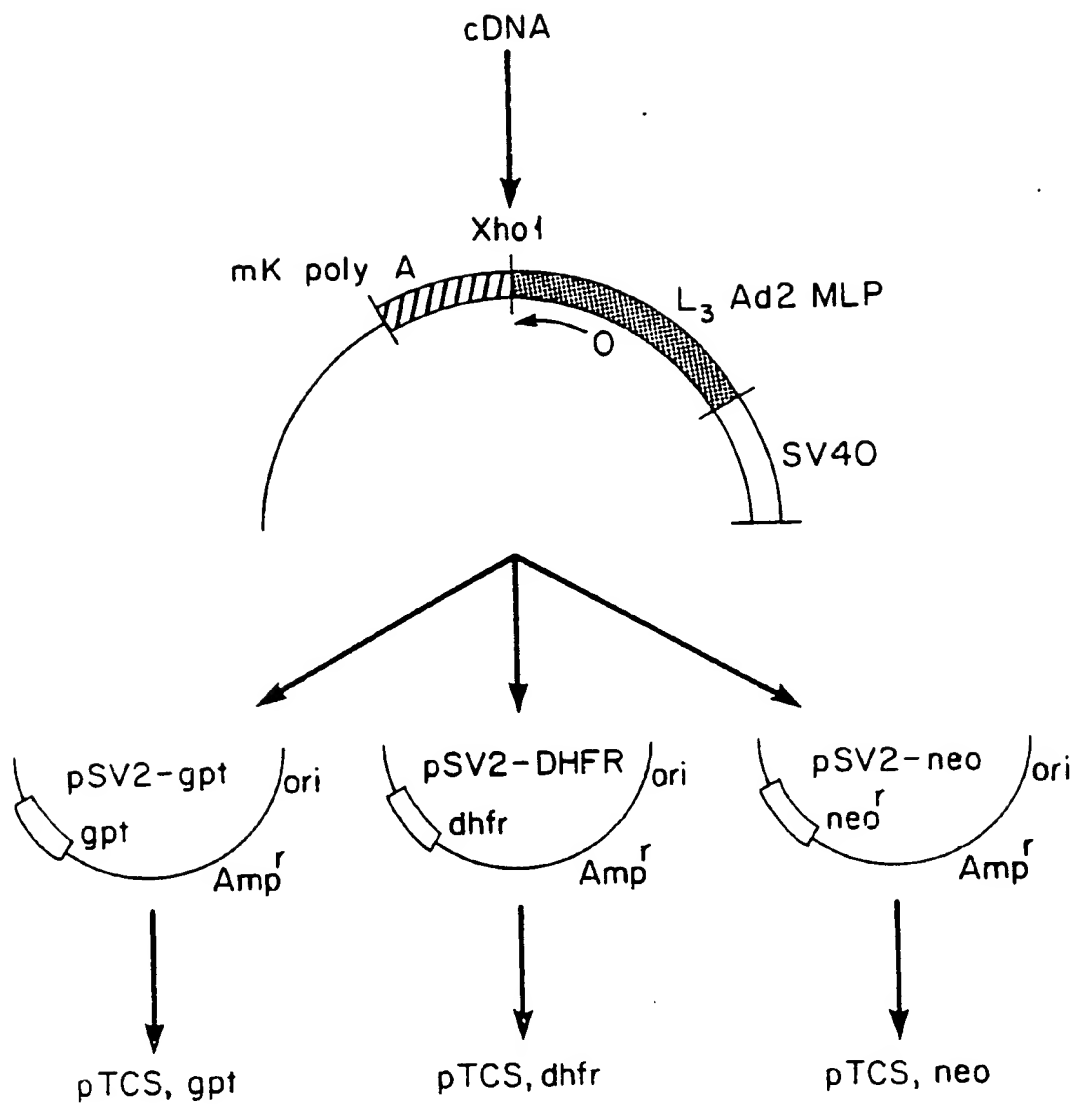 cDNA
Xho1
mK poly A
L3 Ad2 MLP
O
SV40
pSV2-gpt
ori
gpt
Ampr
pSV2-DHFR
ori
dhfr
Ampr
pSV2-neo
ori
neor
Ampr
pTCS, gpt
pTCS, dhfr
pTCS, neo